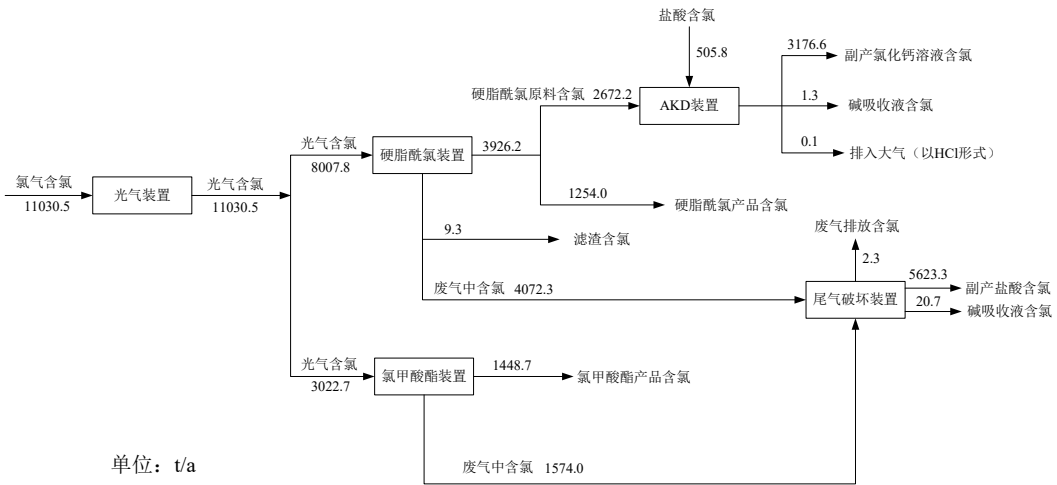 盐酸含氯
505.8
3176.6
副产氯化钙溶液含氯
硬脂酰氯原料含氯 2672.2
AKD装置
1.3
碱吸收液含氯
0.1
排入大气（以HCl形式）
光气含氯
8007.8
硬脂酰氯装置
3926.2
氯气含氯
11030.5
光气装置
光气含氯
11030.5
1254.0
硬脂酰氯产品含氯
9.3
滤渣含氯
废气排放含氯
2.3
废气中含氯 4072.3
尾气破坏装置
5623.3
副产盐酸含氯
20.7
碱吸收液含氯
光气含氯
3022.7
氯甲酸酯装置
1448.7
氯甲酸酯产品含氯
单位：t/a
废气中含氯 1574.0